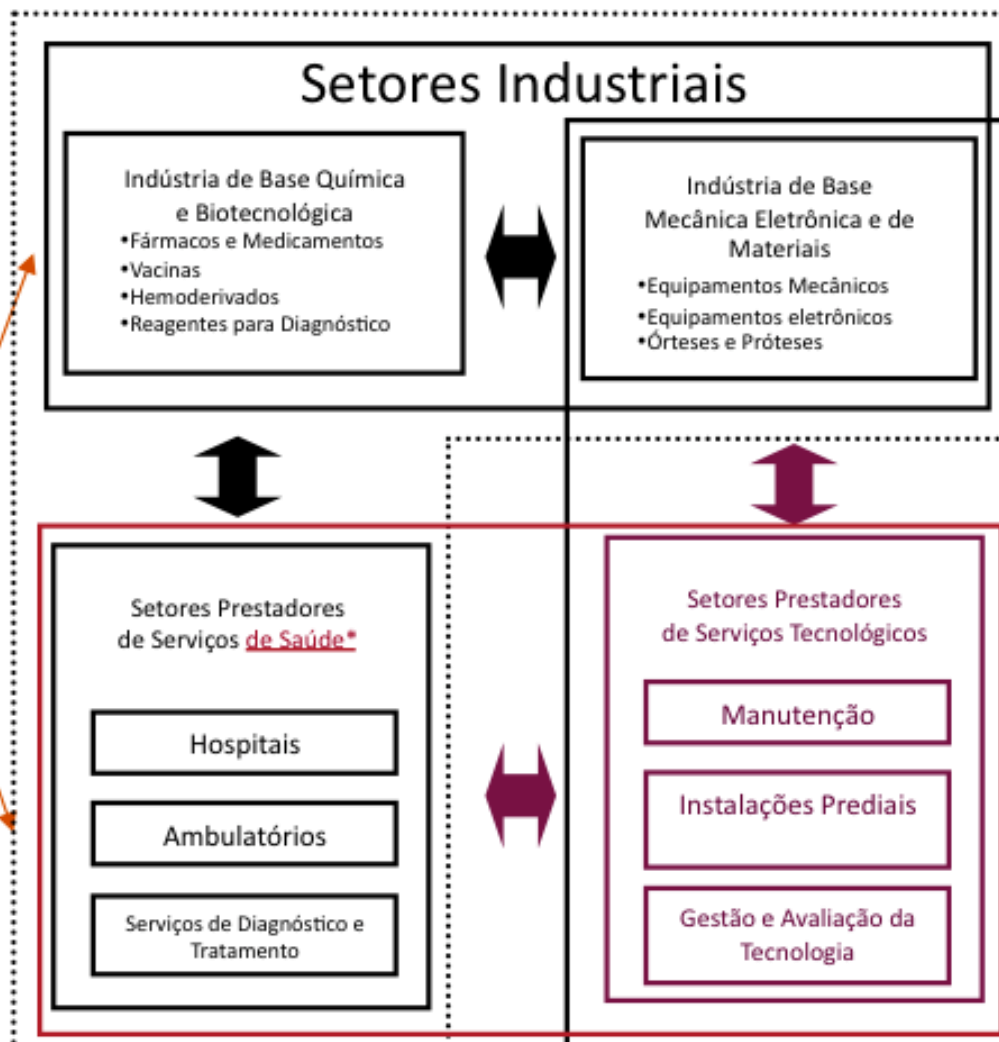 Setores Industriais
Indústria de Base Química
e Biotecnológica
•Fármacos e Medicamentos
•Vacinas
•Hemoderivados
•Reagentes para Diagnóstico
Indústria de Base
Mecânica Eletrônica e de
Materiais
•Equipamentos Mecânicos
•Equipamentos eletrônicos
•Órteses e Próteses
Setores Prestadores
de Serviços de Saúde*
Hospitais
Ambulatórios
Serviços de Diagnóstico e
Tratamento
Setores Prestadores
de Serviços Tecnológicos
Manutenção
Instalações Prediais
Gestão e Avaliação da
Tecnologia